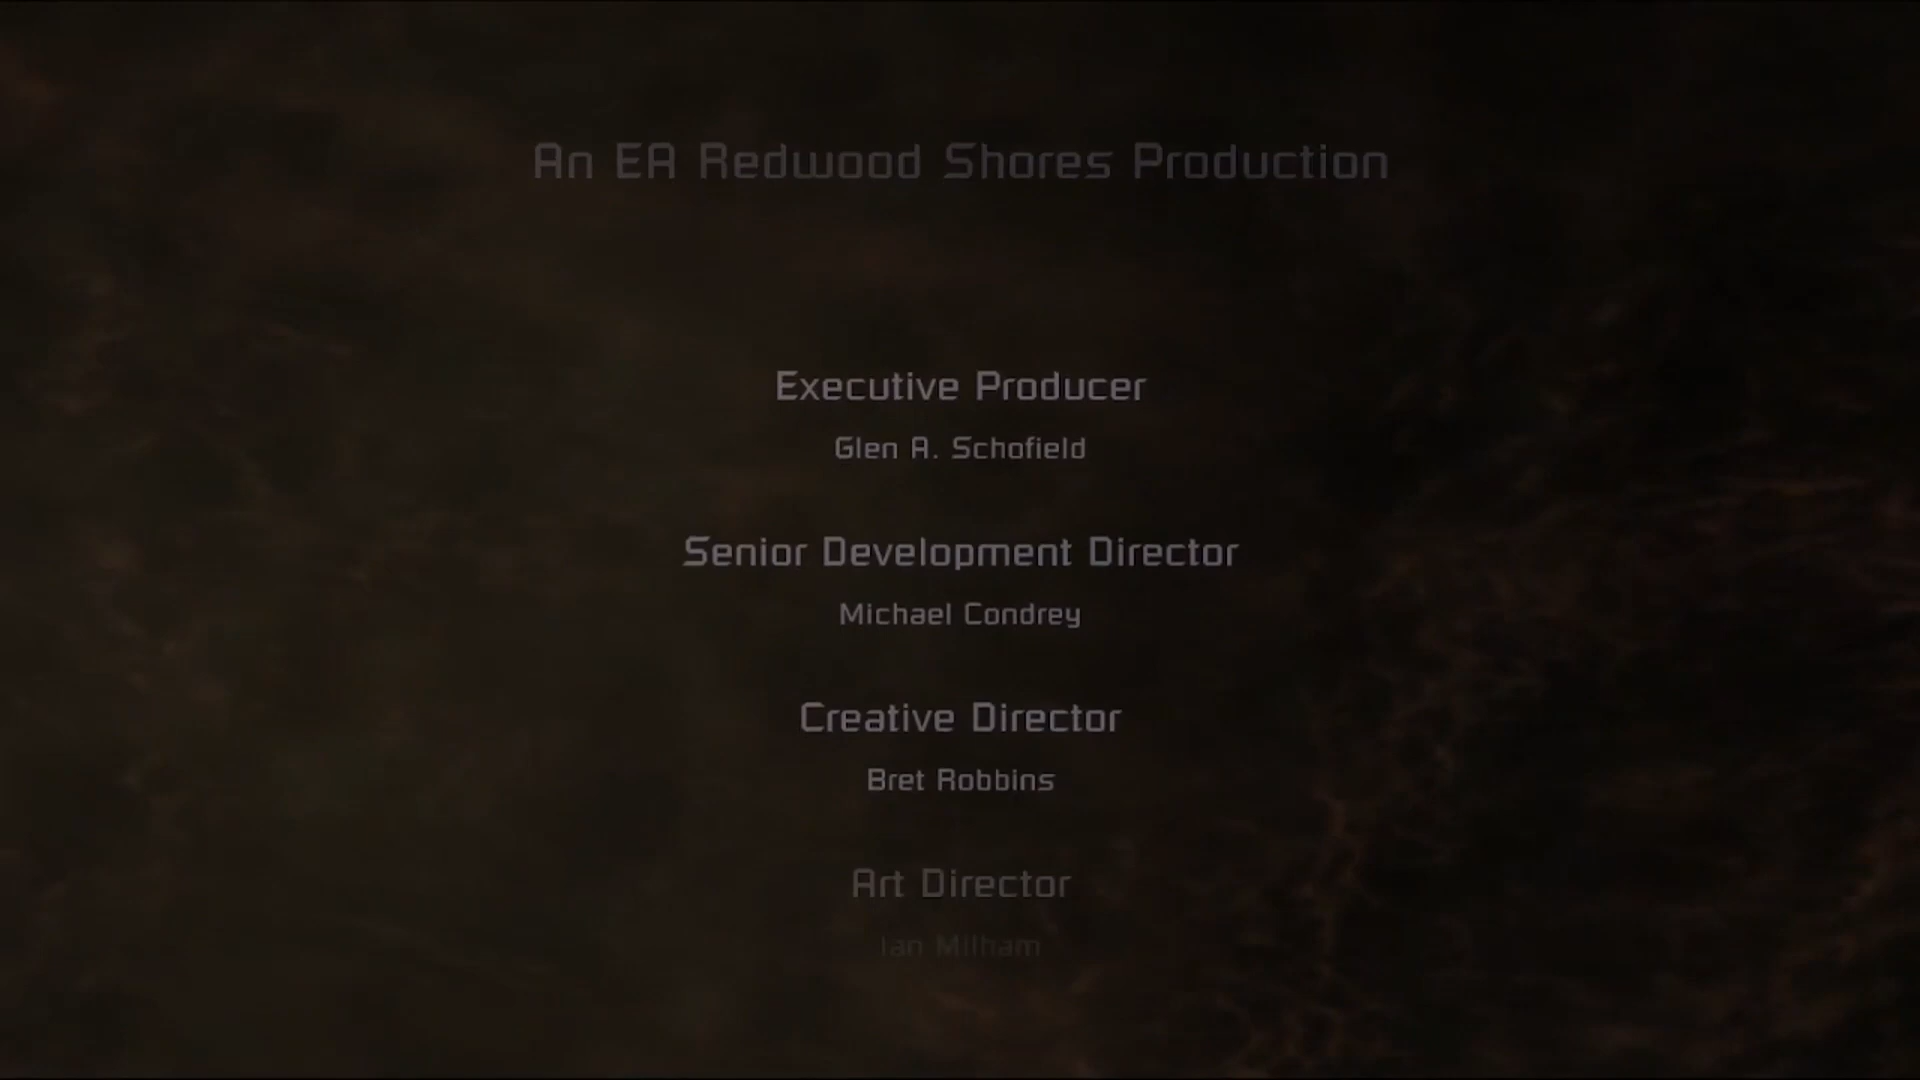 An EA Redwood Shores Production
Executive Producer
Glen A. Schofield
Senior Development Director
Michael Condrey
Creative Director
Bret Robbins
Art Director
Ian Milham